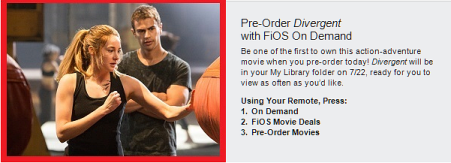 Pre-Order Divergent
with FiOS On Demand
Be one of the first to own this action-adventure
movie when you pre-order today! Divergent will be
in your My Library folder on 7/22, ready for you to
view as often as you'd like.
Using Your Remote, Press:
1. On Demand
2. FiOS Movie Deals
3. Pre-Order Movies